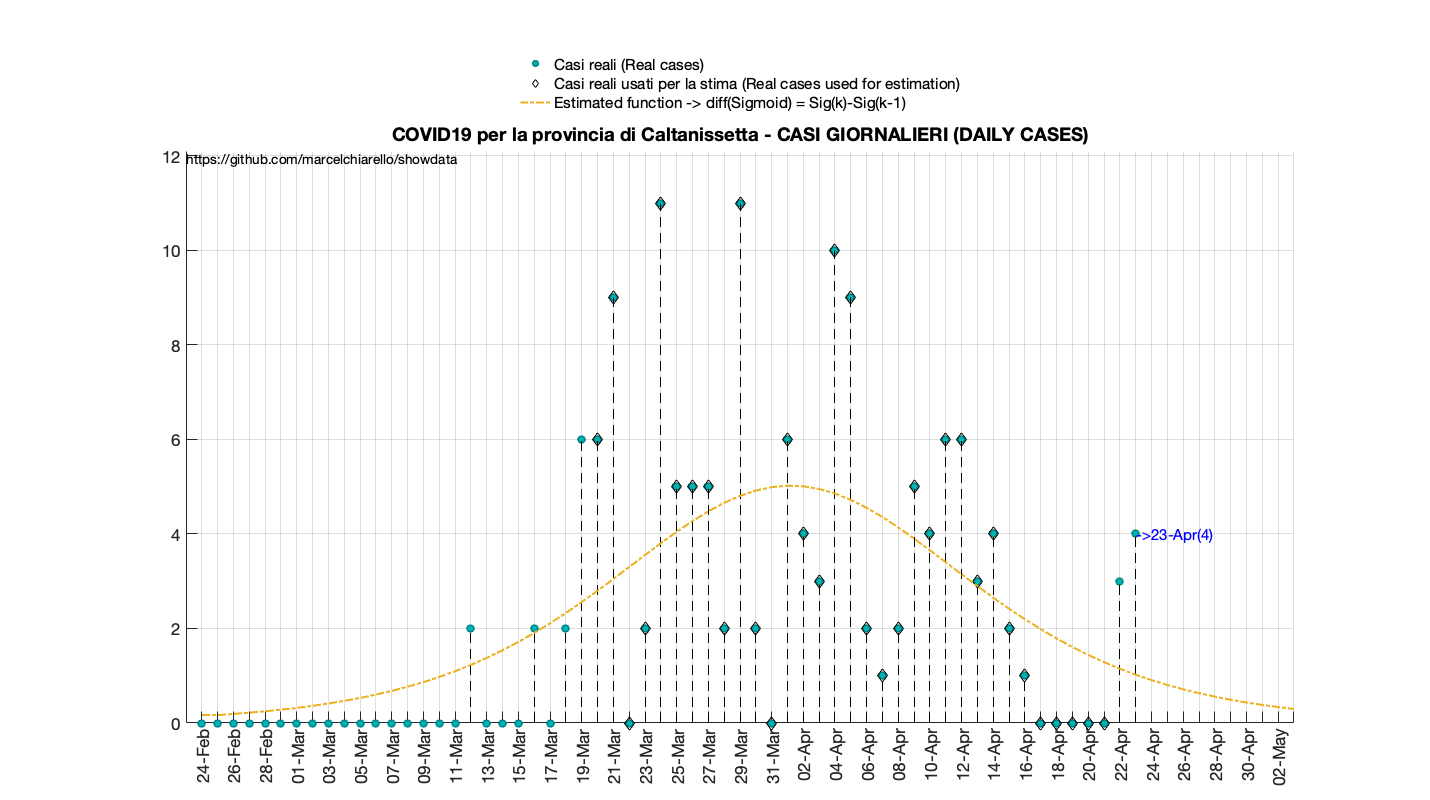 Casi reali (Real cases)
Casi reali usati per la stima (Real cases used for estimation)
Estimated function -> diff(Sigmoid) = Sig(k)-Sig(k-1)
COVID19 per la provincia di Caltanissetta - CASI GIORNALIERI (DAILY CASES)
https://github.com/marcelchiarello/showdata
12
10
8
6
4
2
0
->23-Apr(4)
24-Feb
26-Feb
28-Feb
01-Mar
03-Mar
05-Mar
07-Mar
09-Mar
11-Mar
13-Mar
15-Mar
17-Mar
19-Mar
21-Mar
23-Mar
25-Mar
27-Mar
29-Mar
31-Mar
02-Apr
04-Apr
06-Apr
08-Apr
10-Apr
12-Apr
14-Apr
16-Apr
18-Apr
20-Apr
22-Apr
24-Apr
26-Apr
28-Apr
30-Apr
02-May